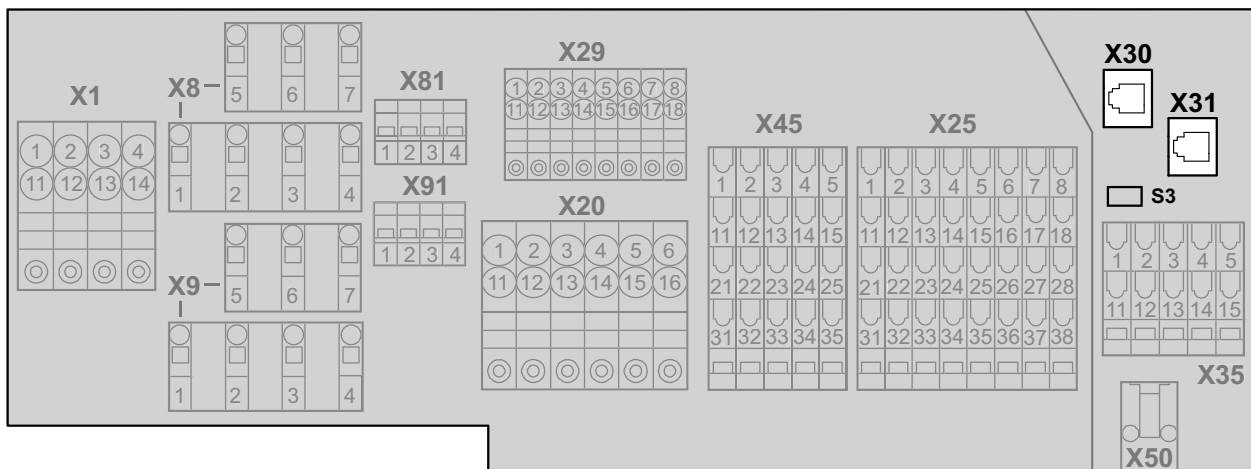 X1
1 2 3 4
11 12 13 14
X8
5 6 7
1 2 3 4
X9
5 6 7
1 2 3 4
X81
1 2 3 4
X91
1 2 3 4
X29
1 2 3 4 5 6 7 8
11 12 13 14 15 16 17 18
X20
1 2 3 4 5 6
11 12 13 14 15 16
X45
1 2 3 4 5
11 12 13 14 15
21 22 23 24 25
31 32 33 34 35
X25
1 2 3 4 5 6 7 8
11 12 13 14 15 16 17 18
21 22 23 24 25 26 27 28
31 32 33 34 35 36 37 38
X30
X31
S3
1 2 3 4 5
11 12 13 14 15
X35
X50